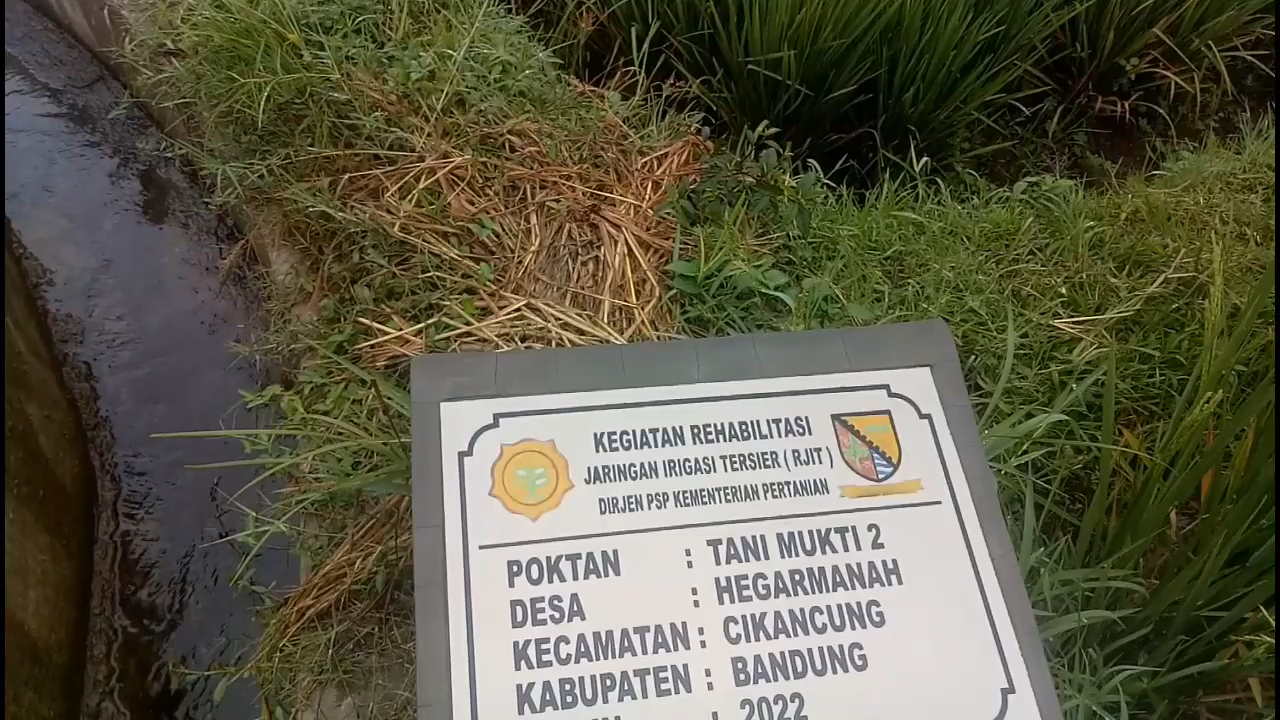 KEGIATAN REHABILITASI
JARINGAN IRIGASI TERSIER ( RJIT )
DIRJEN PSP KEMENTERIAN PERTANIAN
POKTAN : TANI MUKTI 2
DESA : HEGARMANAH
KECAMATAN : CIKANCUNG
KABUPATEN : BANDUNG
: 2022